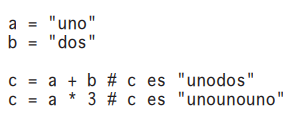 a = "uno"
b = "dos"
c = a + b # c es "unodos"
c = a * 3 # c es "unounouno"